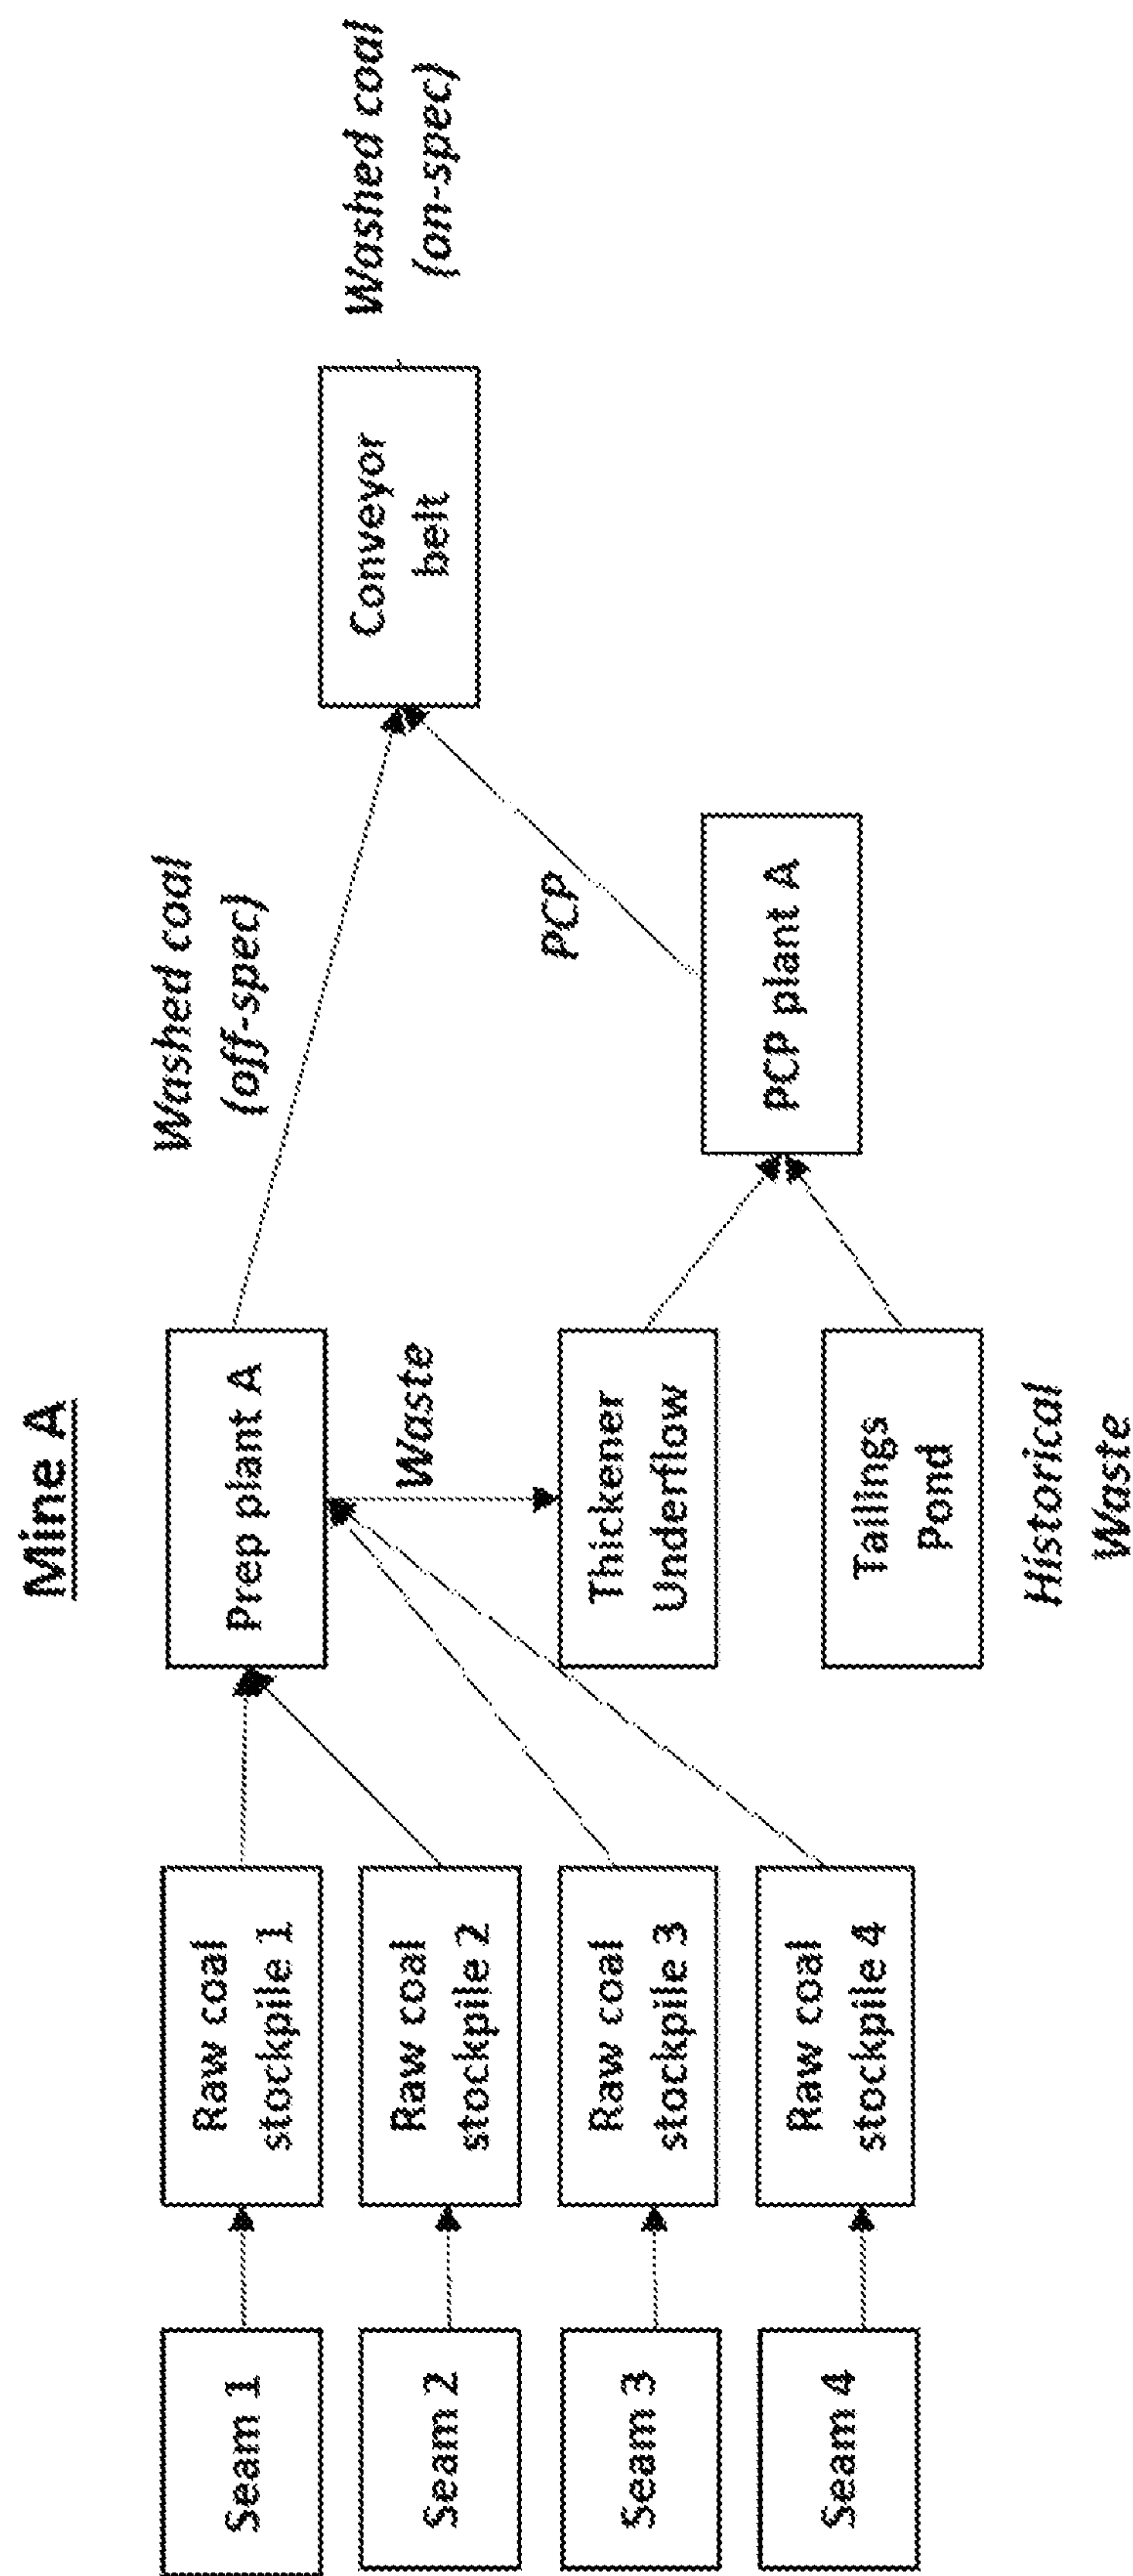 Mine A
Seam 1
Seam 2
Seam 3
Seam 4
Raw coal
stockpile 1
Raw coal
stockpile 2
Raw coal
stockpile 3
Raw coal
stockpile 4
Prep plant A
Waste
Thickener
Underflow
Taillings
Pond
Historical
Waste
Washed coal
(off-spec)
PCP
PCP plant A
Conveyor
belt
Washed coal
(on-spec)